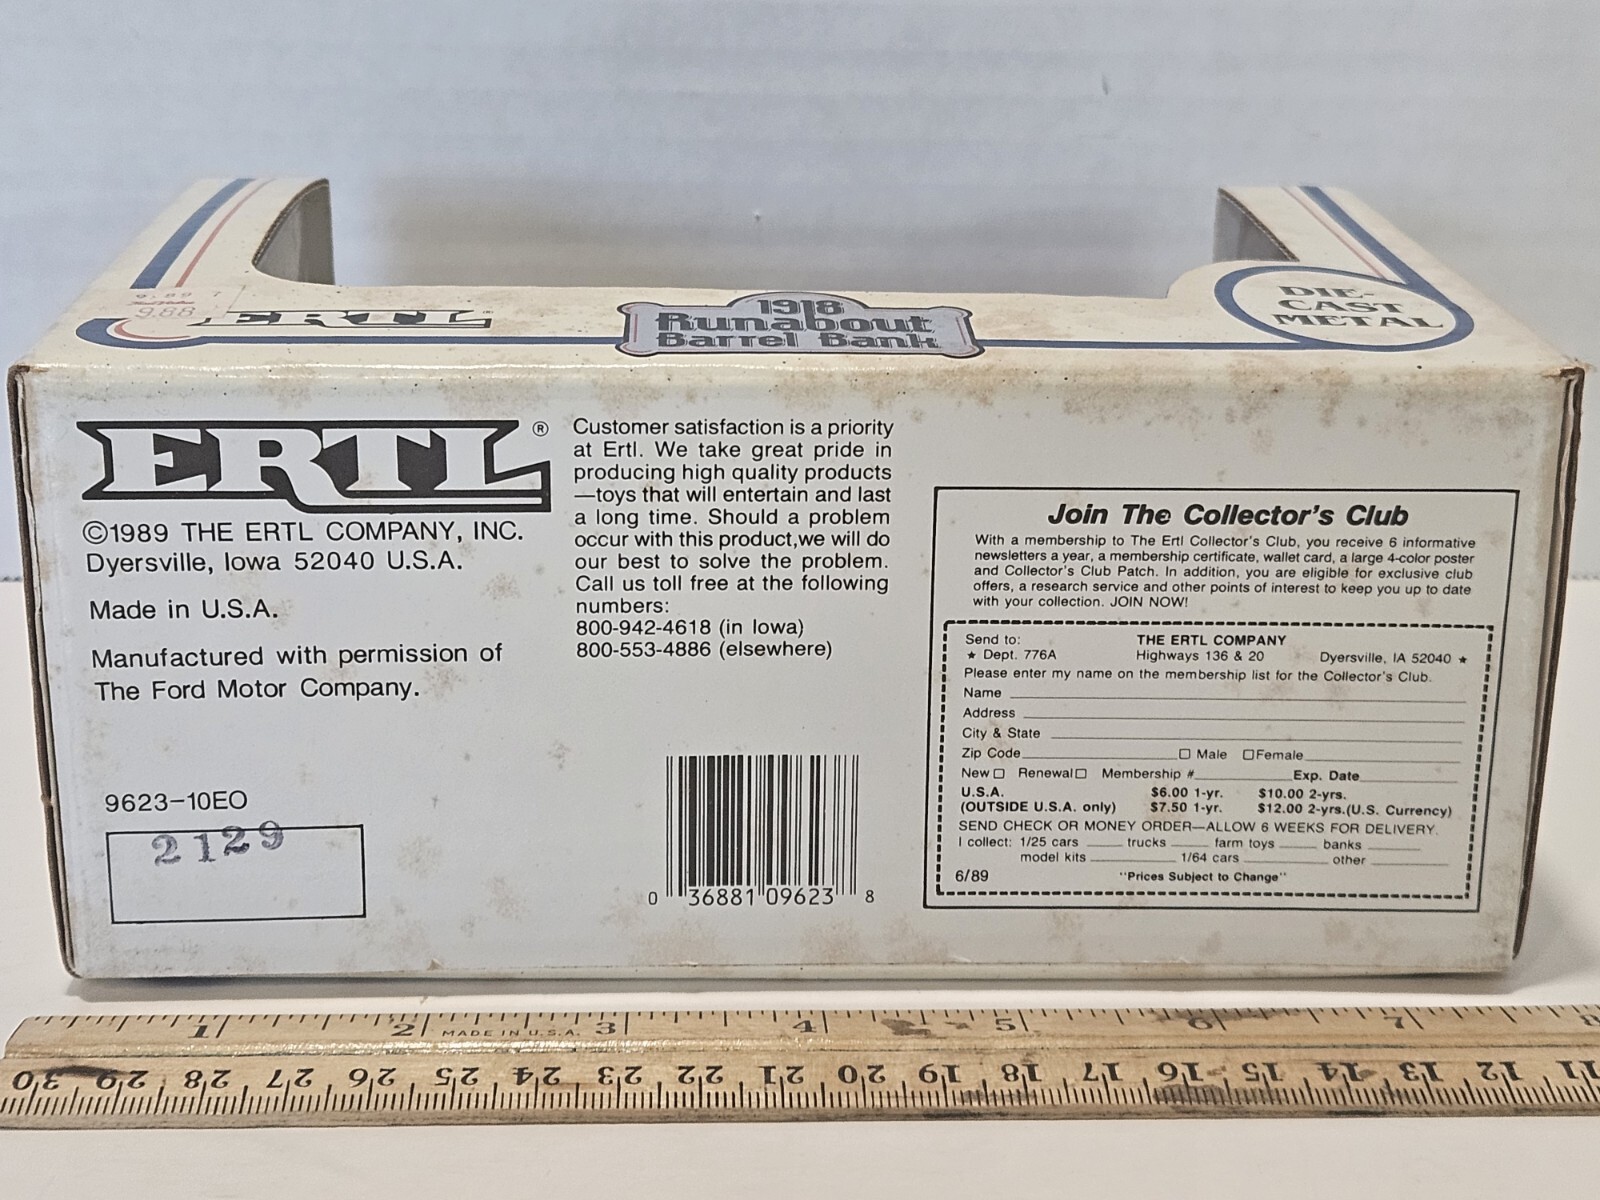 9.88
ERTL
1918
Runabout
Barrel Bank
DIE-
CAST
METAL
ERTL®
©1989 THE ERTL COMPANY, INC.
Dyersville, Iowa 52040 U.S.A.
Made in U.S.A.
Manufactured with permission of
The Ford Motor Company.
9623-10EO
2129
Customer satisfaction is a priority
at Ertl. We take great pride in
producing high quality products
—toys that will entertain and last
a long time. Should a problem
occur with this product,we will do
our best to solve the problem.
Call us toll free at the following
numbers:
800-942-4618 (in Iowa)
800-553-4886 (elsewhere)
0 36881 09623 8
Join The Collector's Club
With a membership to The Ertl Collector's Club, you receive 6 informative
newsletters a year, a membership certificate, wallet card, a large 4-color poster
and Collector's Club Patch. In addition, you are eligible for exclusive club
offers, a research service and other points of interest to keep you up to date
with your collection. JOIN NOW!
Send to: THE ERTL COMPANY
★ Dept. 776A Highways 136 & 20 Dyersville, IA 52040 ★
Please enter my name on the membership list for the Collector's Club.
Name
Address
City & State
Zip Code ☐ Male ☐ Female
New ☐ Renewal ☐ Membership # Exp. Date
U.S.A. $6.00 1-yr. $10.00 2-yrs.
(OUTSIDE U.S.A. only) $7.50 1-yr. $12.00 2-yrs.(U.S. Currency)
SEND CHECK OR MONEY ORDER—ALLOW 6 WEEKS FOR DELIVERY.
I collect: 1/25 cars trucks farm toys banks
model kits 1/64 cars other
6/89 "Prices Subject to Change"
1 2 MADE IN U.S.A. 3 4 5 6 7 8
30 29 28 27 26 25 24 23 22 21 20 19 18 17 16 15 14 13 12 11